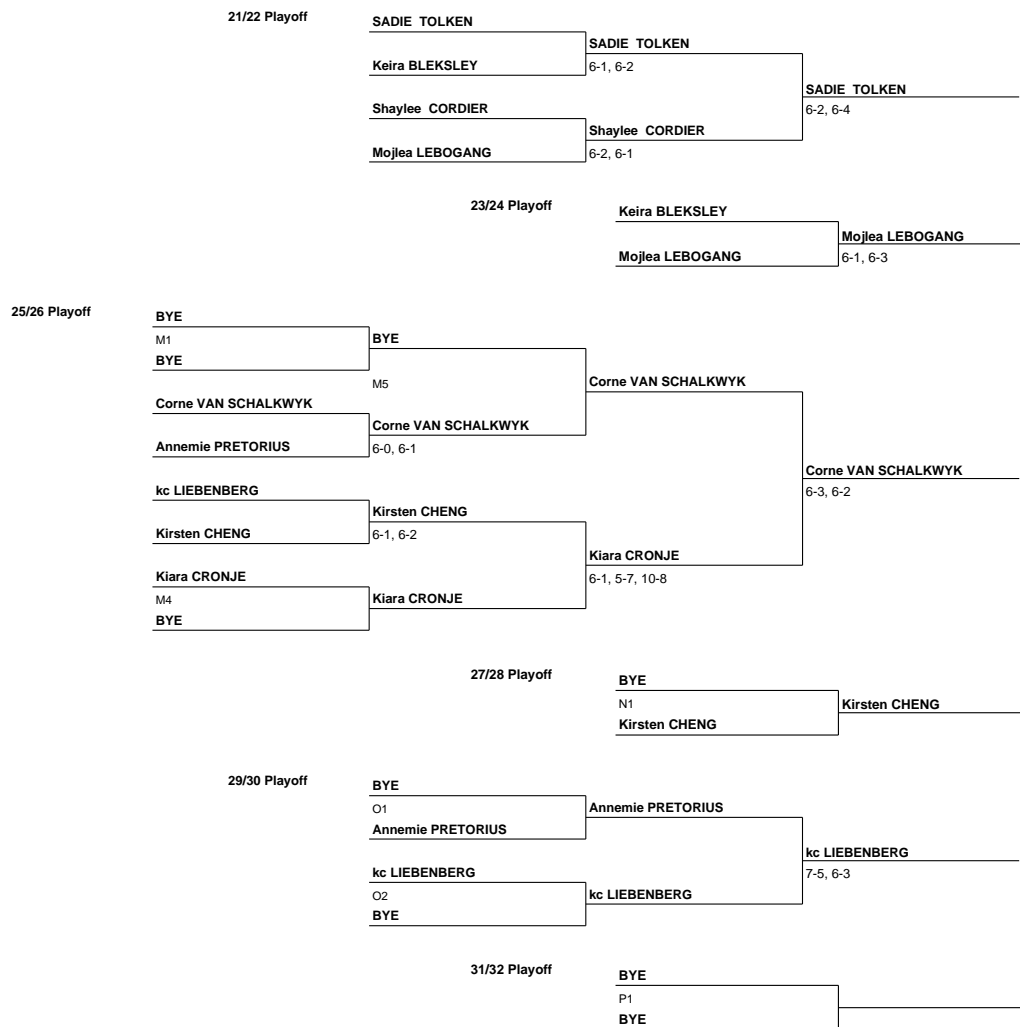 21/22 Playoff
SADIE TOLKEN
SADIE TOLKEN
Keira BLEKSLEY
6-1, 6-2
SADIE TOLKEN
Shaylee CORDIER
6-2, 6-4
Shaylee CORDIER
Mojlea LEBOGANG
6-2, 6-1
23/24 Playoff
Keira BLEKSLEY
Mojlea LEBOGANG
Mojlea LEBOGANG
6-1, 6-3
25/26 Playoff
BYE
M1
BYE
BYE
M5
Corne VAN SCHALKWYK
Corne VAN SCHALKWYK
Corne VAN SCHALKWYK
Annemie PRETORIUS
6-0, 6-1
Corne VAN SCHALKWYK
6-3, 6-2
kc LIEBENBERG
Kirsten CHENG
Kirsten CHENG
6-1, 6-2
Kiara CRONJE
6-1, 5-7, 10-8
Kiara CRONJE
M4
Kiara CRONJE
BYE
27/28 Playoff
BYE
N1
Kirsten CHENG
Kirsten CHENG
29/30 Playoff
BYE
O1
Annemie PRETORIUS
Annemie PRETORIUS
kc LIEBENBERG
7-5, 6-3
kc LIEBENBERG
O2
kc LIEBENBERG
BYE
31/32 Playoff
BYE
P1
BYE